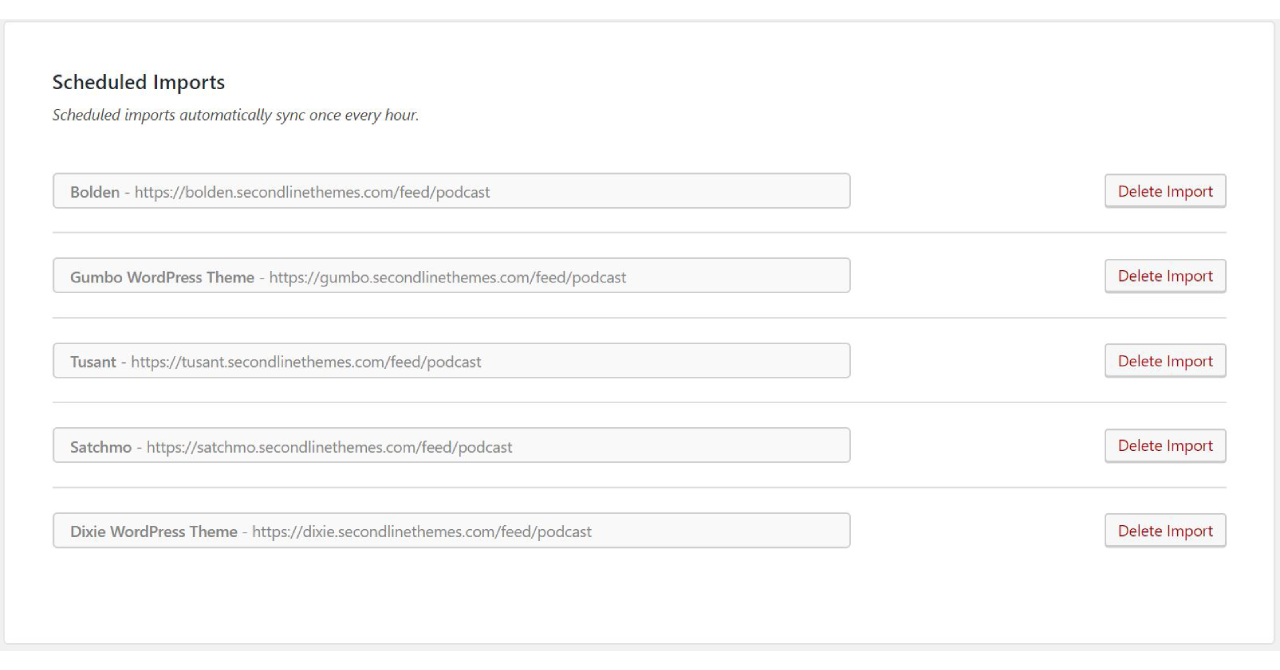 Scheduled Imports
Scheduled imports automatically sync once every hour.
Bolden - https://bolden.secondlinethemes.com/feed/podcast
Delete Import
Gumbo WordPress Theme - https://gumbo.secondlinethemes.com/feed/podcast
Delete Import
Tusant - https://tusant.secondlinethemes.com/feed/podcast
Delete Import
Satchmo - https://satchmo.secondlinethemes.com/feed/podcast
Delete Import
Dixie WordPress Theme - https://dixie.secondlinethemes.com/feed/podcast
Delete Import